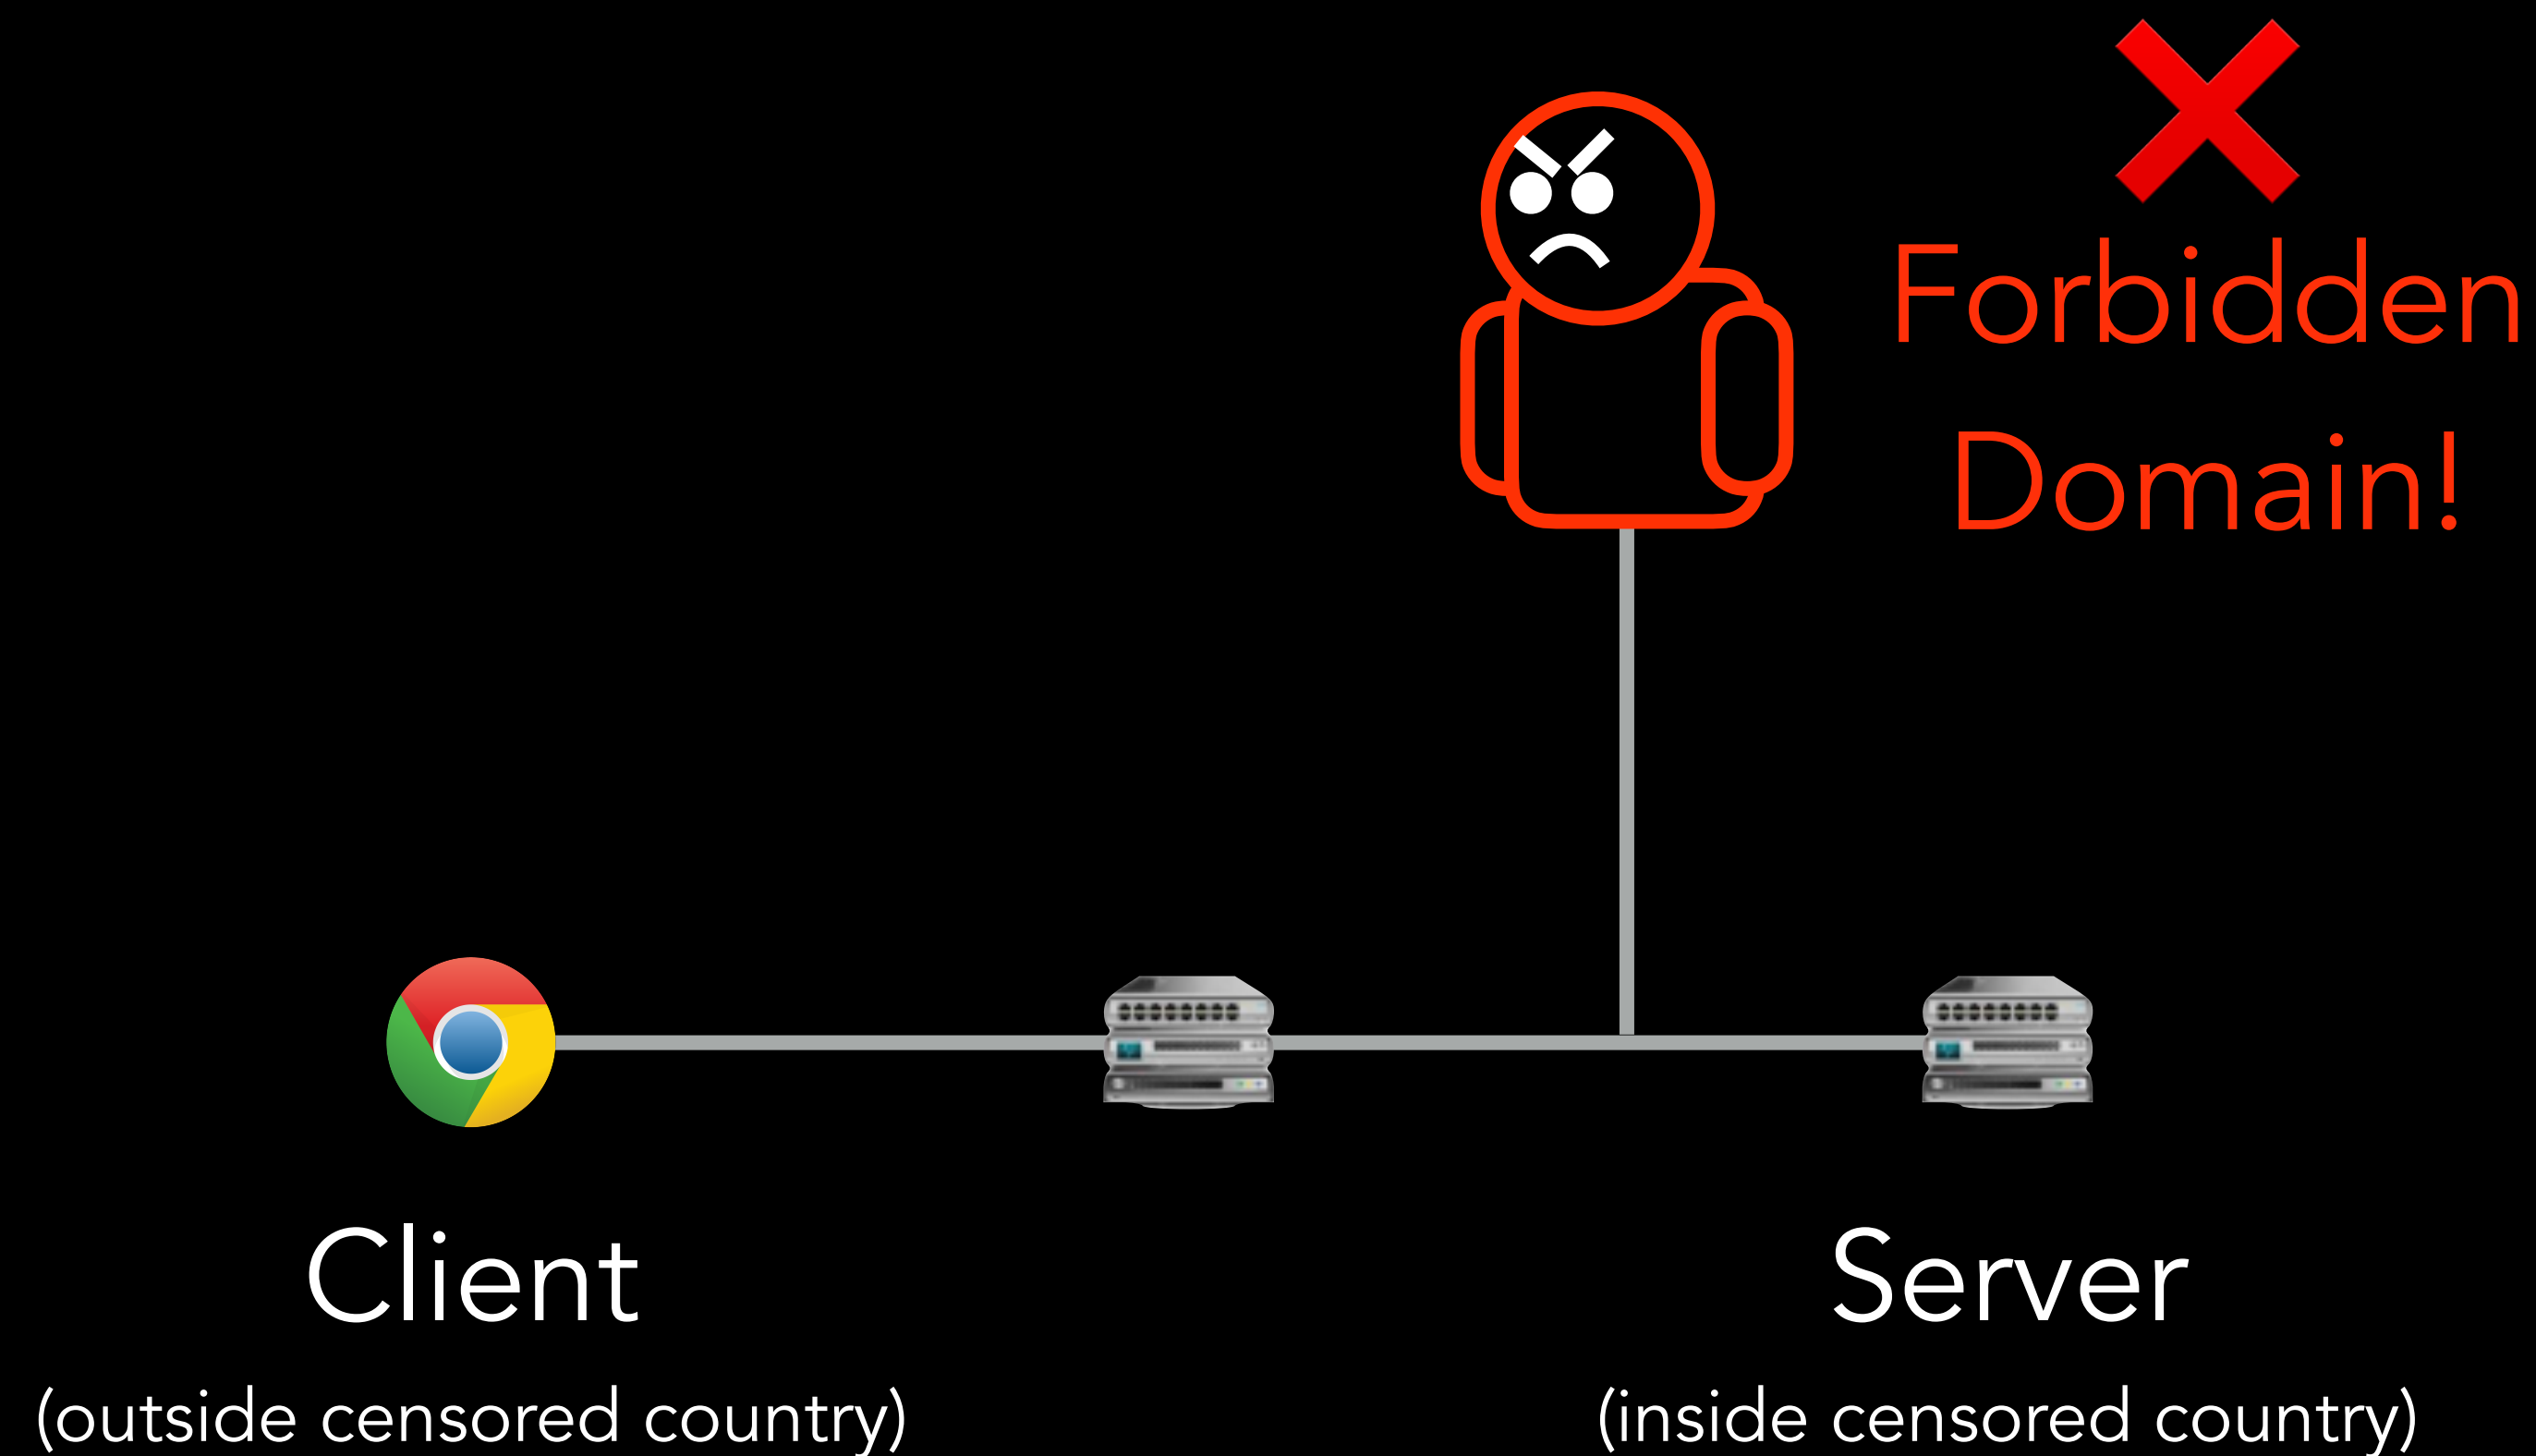 Forbidden
Domain!
Client
Server
(outside censored country)
(inside censored country)